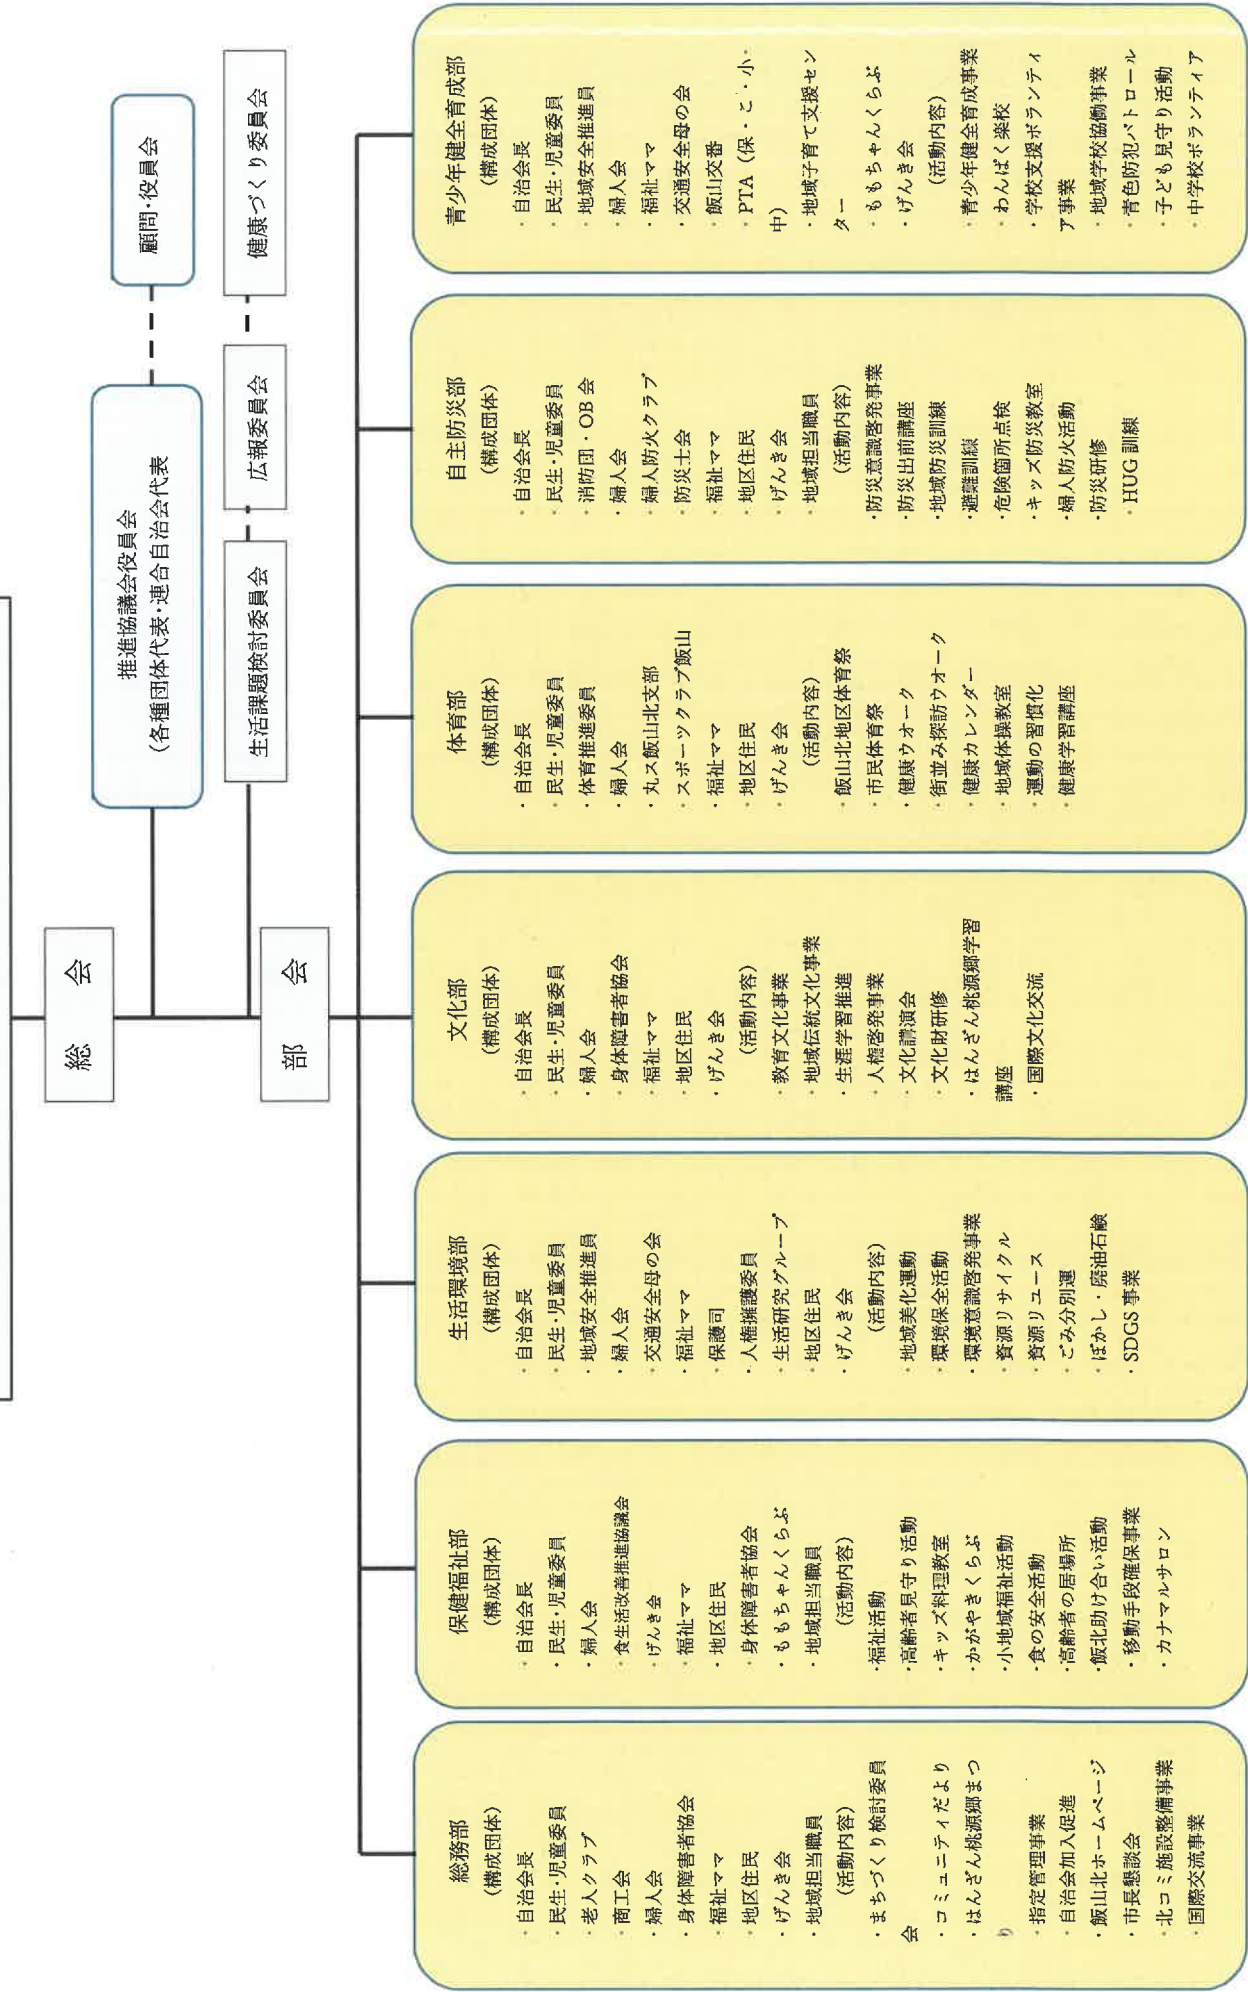 総　会
推進協議会役員会
（各種団体代表・連合自治会代表
顧問・役員会
生活課題検討委員会
広報委員会
健康づくり委員会
部　会
総務部
（構成団体）
・自治会長
・民生・児童委員
・老人クラブ
・商工会
・婦人会
・身体障害者協会
・福祉ママ
・地区住民
・げんき会
・地域担当職員
（活動内容）
・まちづくり検討委員
会
・コミュニティだより
・はんざん桃源郷まつ
り
・指定管理事業
・自治会加入促進
・飯山北ホームページ
・市長懇談会
・北コミ施設整備事業
・国際交流事業
保健福祉部
（構成団体）
・自治会長
・民生・児童委員
・婦人会
・食生活改善推進協議会
・げんき会
・福祉ママ
・地区住民
・身体障害者協会
・ももちゃんくらぶ
・地域担当職員
（活動内容）
・福祉活動
・高齢者見守り活動
・キッズ料理教室
・かがやきくらぶ
・小地域福祉活動
・食の安全活動
・高齢者の居場所
・飯北助け合い活動
・移動手段確保事業
・カナマルサロン
生活環境部
（構成団体）
・自治会長
・民生・児童委員
・地域安全推進員
・婦人会
・交通安全母の会
・福祉ママ
・保護司
・人権擁護委員
・生活研究グループ
・地区住民
・げんき会
（活動内容）
・地域美化運動
・環境保全活動
・環境意識啓発事業
・資源リサイクル
・資源リユース
・ごみ分別運
・ぼかし・廃油石鹸
・SDGS 事業
文化部
（構成団体）
・自治会長
・民生・児童委員
・婦人会
・身体障害者協会
・福祉ママ
・地区住民
・げんき会
（活動内容）
・教育文化事業
・地域伝統文化事業
・生涯学習推進
・人権啓発事業
・文化講演会
・文化財研修
・はんざん桃源郷学習
講座
・国際文化交流
体育部
（構成団体）
・自治会長
・民生・児童委員
・体育推進委員
・婦人会
・丸ス飯山北支部
・スポーツクラブ飯山
・福祉ママ
・地区住民
・げんき会
（活動内容）
・飯山北地区体育祭
・市民体育祭
・健康ウオーク
・街並み探訪ウオーク
・健康カレンダー
・地域体操教室
・運動の習慣化
・健康学習講座
自主防災部
（構成団体）
・自治会長
・民生・児童委員
・消防団・OB 会
・婦人会
・婦人防火クラブ
・防災士会
・福祉ママ
・地区住民
・げんき会
・地域担当職員
（活動内容）
・防災意識啓発事業
・防災出前講座
・地域防災訓練
・避難訓練
・危険箇所点検
・キッズ防災教室
・婦人防火活動
・防災研修
・HUG 訓練
青少年健全育成部
（構成団体）
・自治会長
・民生・児童委員
・地域安全推進員
・婦人会
・福祉ママ
・交通安全母の会
・飯山交番
・PTA（保・こ・小・
中）
・地域子育て支援セン
ター
・ももちゃんくらぶ
・げんき会
（活動内容）
・青少年健全育成事業
・わんぱく楽校
・学校支援ボランティ
ア事業
・地域学校協働事業
・青色防犯パトロール
・子ども見守り活動
・中学校ボランティア